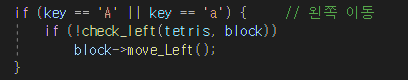 if (key == 'A' || key == 'a') {     // 왼쪽 이동
    if (!check_left(tetris, block))
        block->move_Left();
}